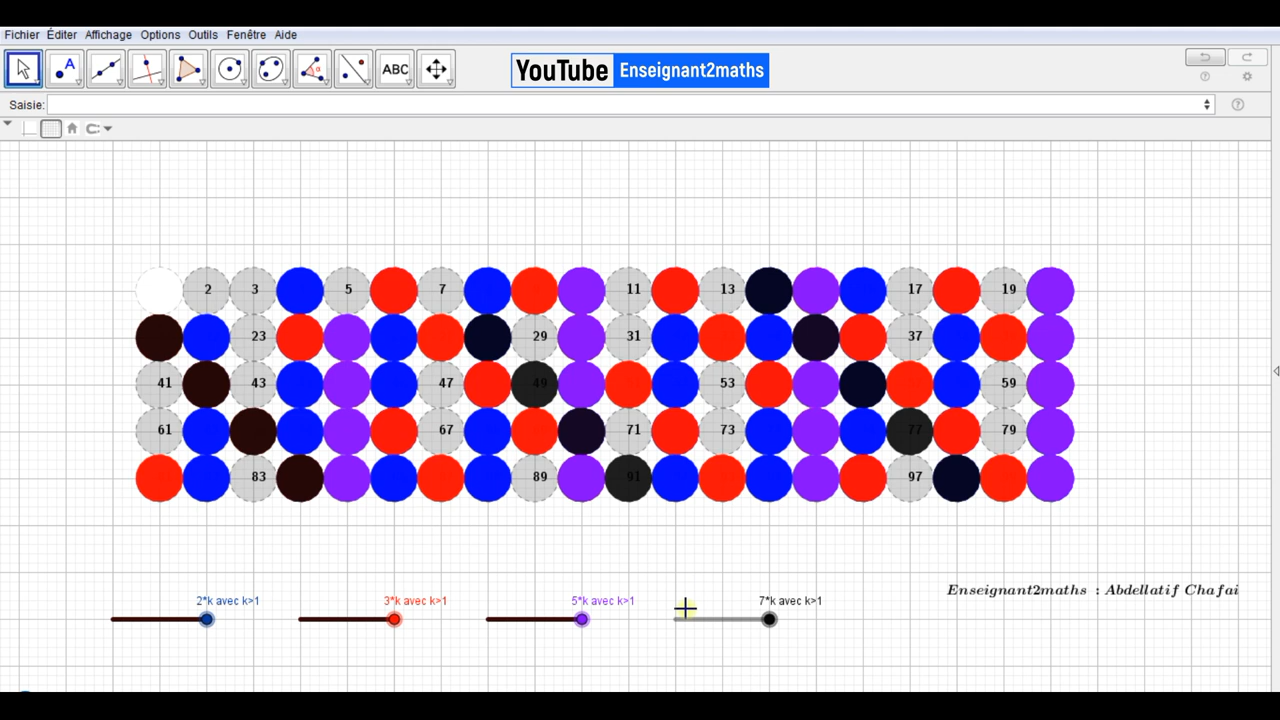 Fichier Éditer Affichage Options Outils Fenêtre Aide
A ABC YouTube Enseignant2maths
Saisie:
2 3 5 7 11 13 17 19
23 29 31 37
41 43 47 49 53 59
61 67 71 73 77 79
83 89 91 97
Enseignant2maths : Abdellatif Chafai
2*k avec k>1 3*k avec k>1 5*k avec k>1 7*k avec k>1